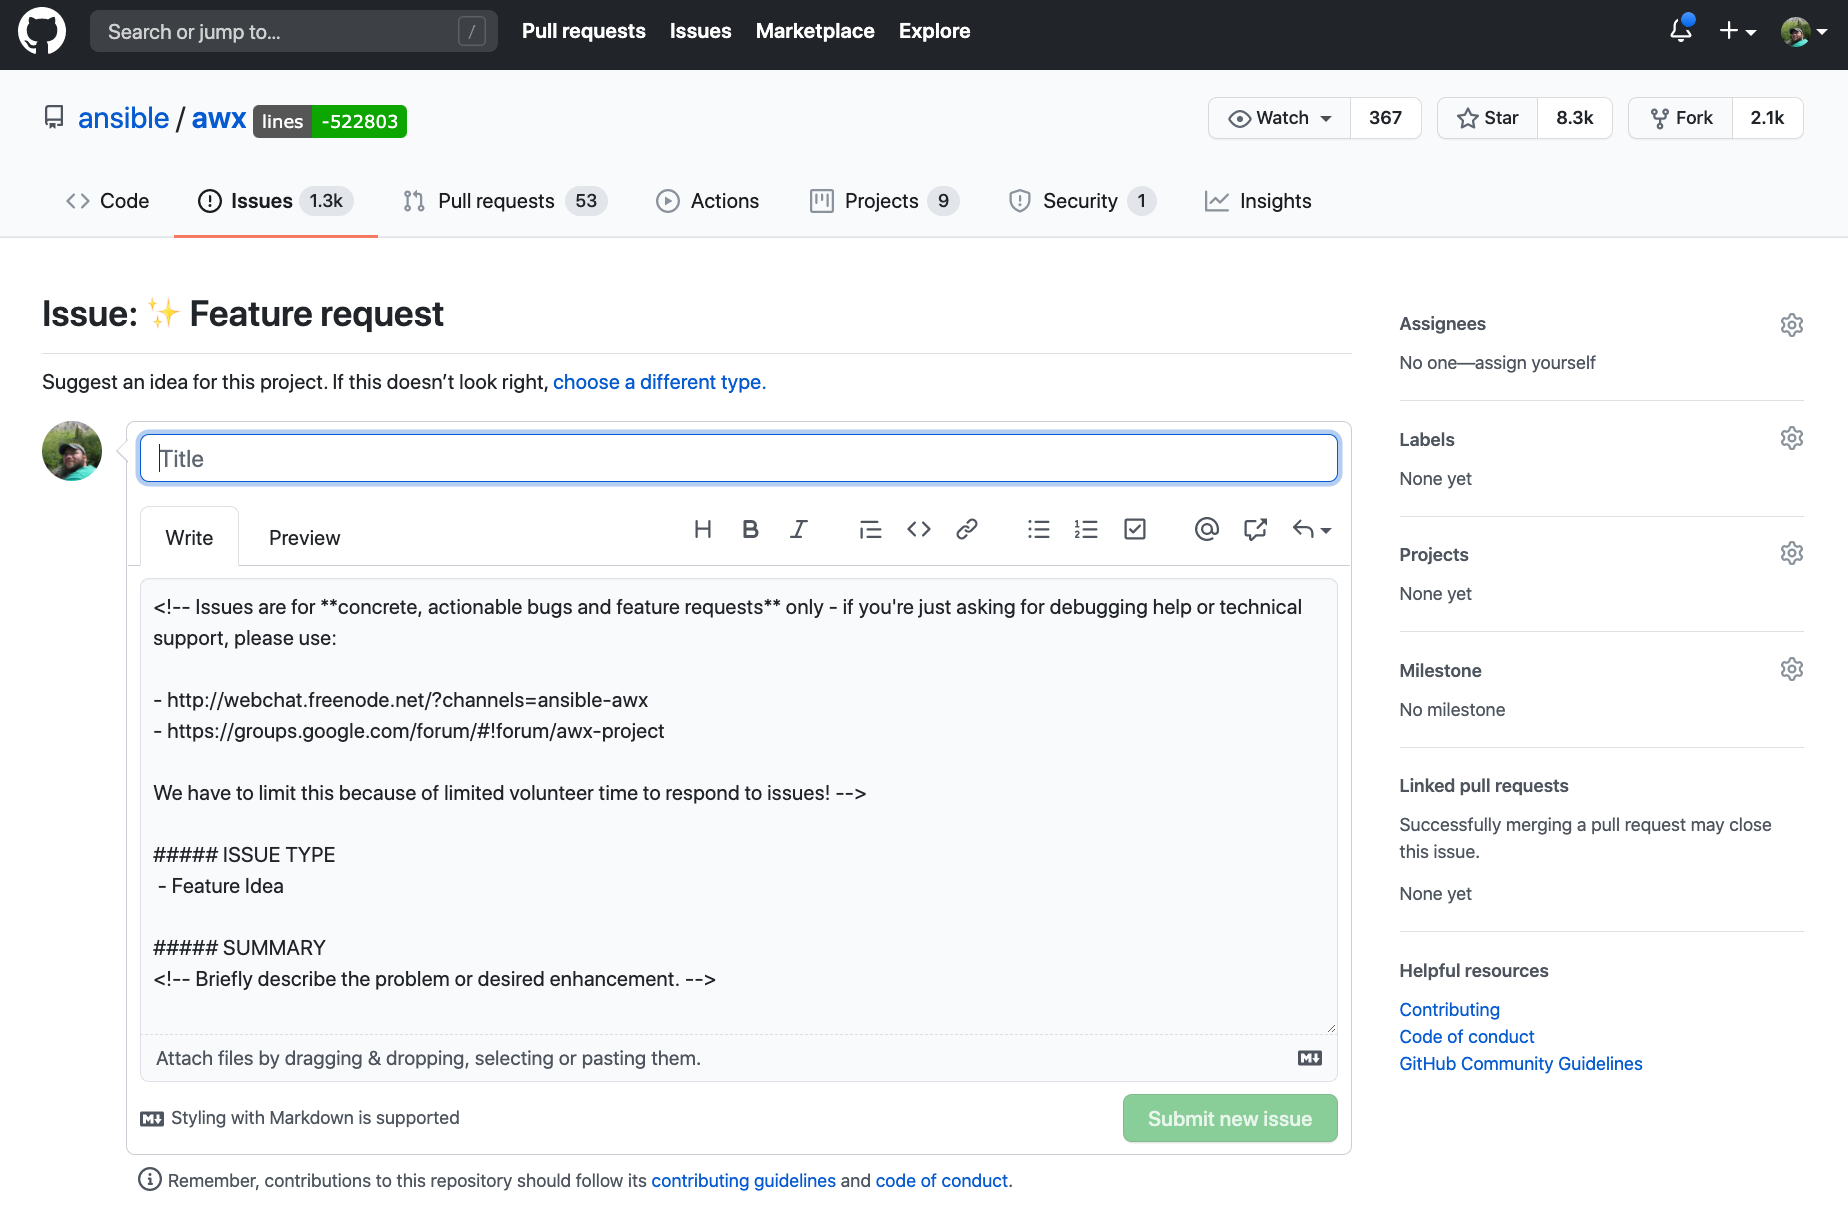 Search or jump to... /
Pull requests Issues Marketplace Explore
ansible / awx lines -522803
Watch 367 Star 8.3k Fork 2.1k
Code Issues 1.3k Pull requests 53 Actions Projects 9 Security 1 Insights
Issue: ✨ Feature request
Suggest an idea for this project. If this doesn’t look right, choose a different type.
Title
Write Preview
<!-- Issues are for **concrete, actionable bugs and feature requests** only - if you're just asking for debugging help or technical
support, please use:
- http://webchat.freenode.net/?channels=ansible-awx
- https://groups.google.com/forum/#!forum/awx-project
We have to limit this because of limited volunteer time to respond to issues! -->
##### ISSUE TYPE
- Feature Idea
##### SUMMARY
<!-- Briefly describe the problem or desired enhancement. -->
Attach files by dragging & dropping, selecting or pasting them.
Styling with Markdown is supported
Submit new issue
Remember, contributions to this repository should follow its contributing guidelines and code of conduct.
Assignees
No one—assign yourself
Labels
None yet
Projects
None yet
Milestone
No milestone
Linked pull requests
Successfully merging a pull request may close
this issue.
None yet
Helpful resources
Contributing
Code of conduct
GitHub Community Guidelines